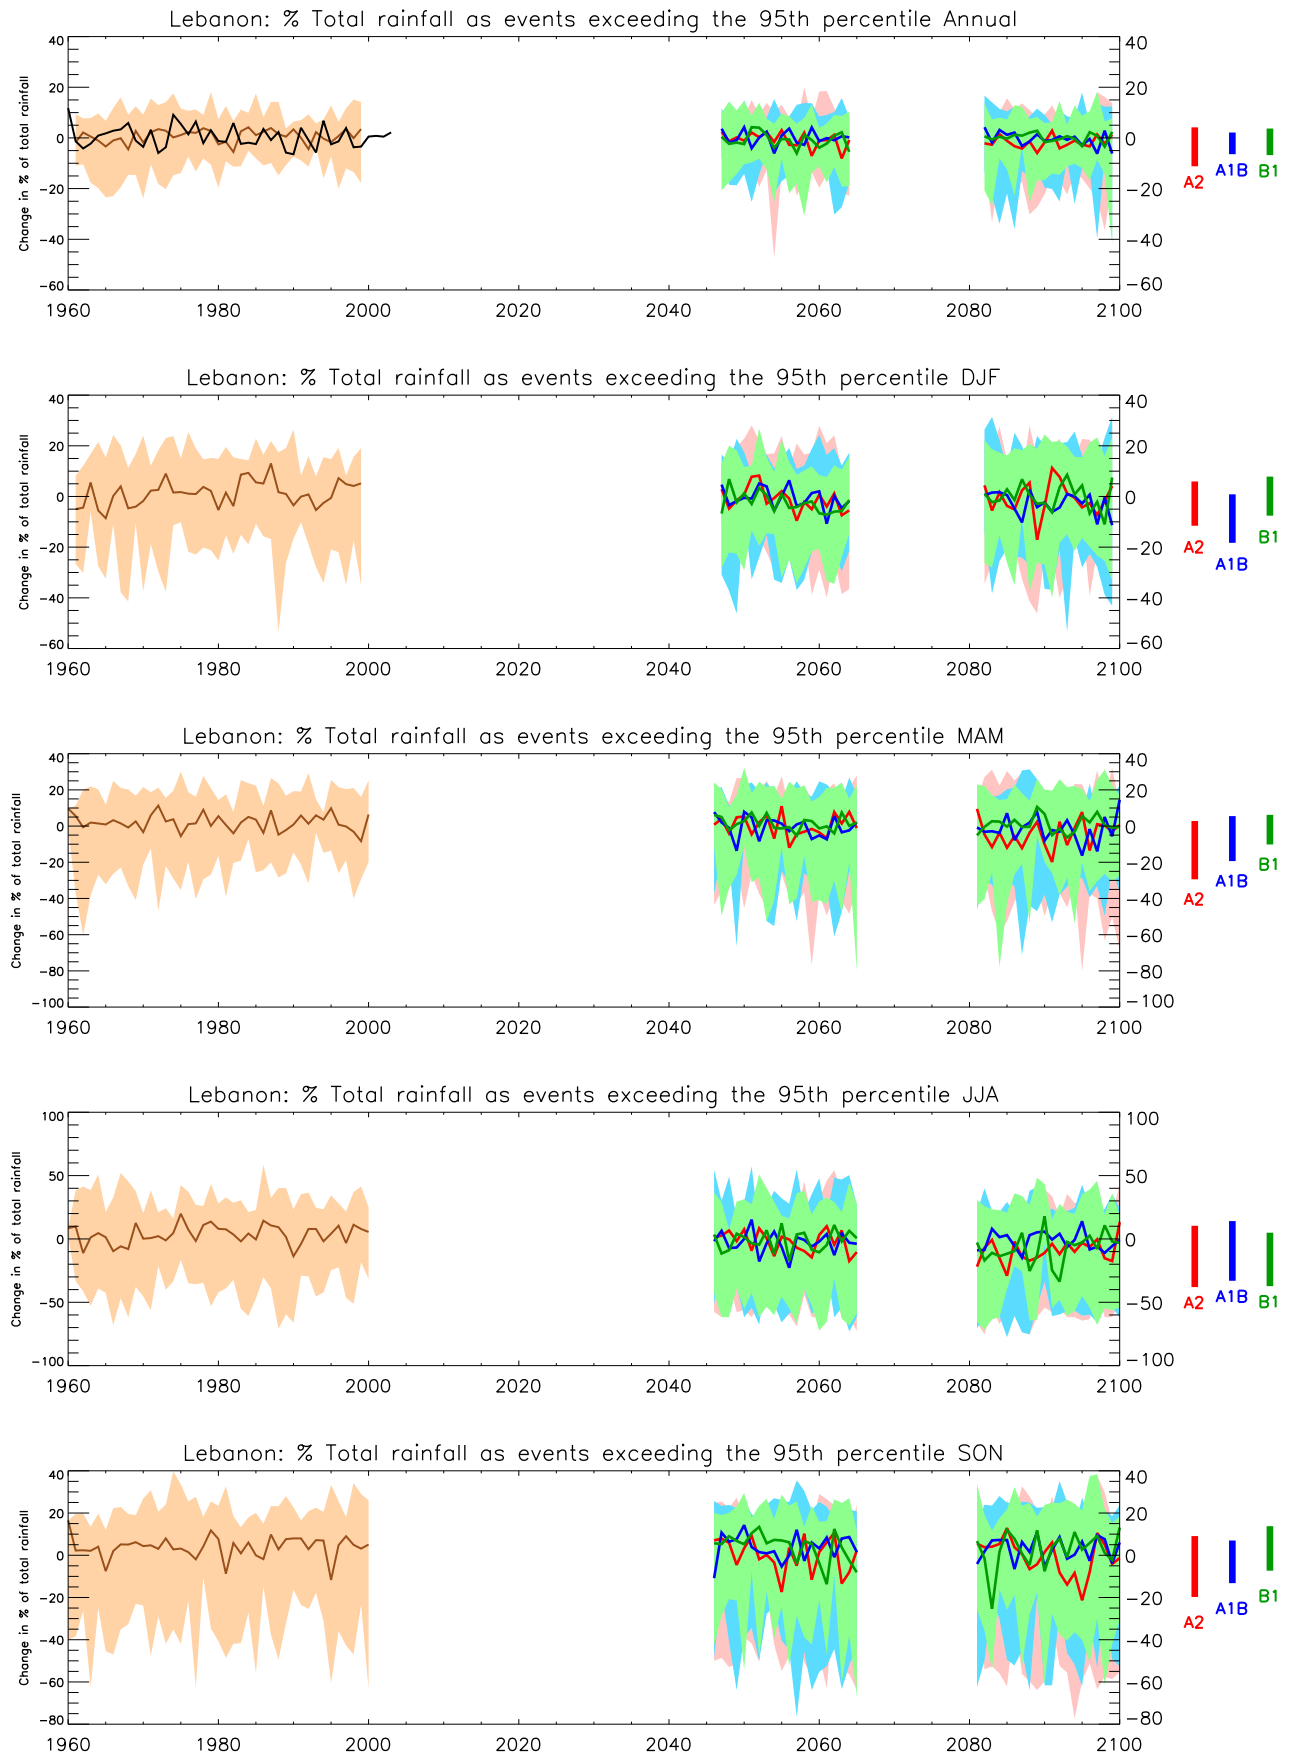 Lebanon: % Total rainfall as events exceeding the 95th percentile Annual
Change in % of total rainfall
40 20 0 −20 −40 −60
40 20 0 −20 −40 −60
1960 1980 2000 2020 2040 2060 2080 2100
A2 A1B B1
Lebanon: % Total rainfall as events exceeding the 95th percentile DJF
Change in % of total rainfall
40 20 0 −20 −40 −60
40 20 0 −20 −40 −60
1960 1980 2000 2020 2040 2060 2080 2100
A2 A1B B1
Lebanon: % Total rainfall as events exceeding the 95th percentile MAM
Change in % of total rainfall
40 20 0 −20 −40 −60 −80 −100
40 20 0 −20 −40 −60 −80 −100
1960 1980 2000 2020 2040 2060 2080 2100
A2 A1B B1
Lebanon: % Total rainfall as events exceeding the 95th percentile JJA
Change in % of total rainfall
100 50 0 −50 −100
100 50 0 −50 −100
1960 1980 2000 2020 2040 2060 2080 2100
A2 A1B B1
Lebanon: % Total rainfall as events exceeding the 95th percentile SON
Change in % of total rainfall
40 20 0 −20 −40 −60 −80
40 20 0 −20 −40 −60 −80
1960 1980 2000 2020 2040 2060 2080 2100
A2 A1B B1